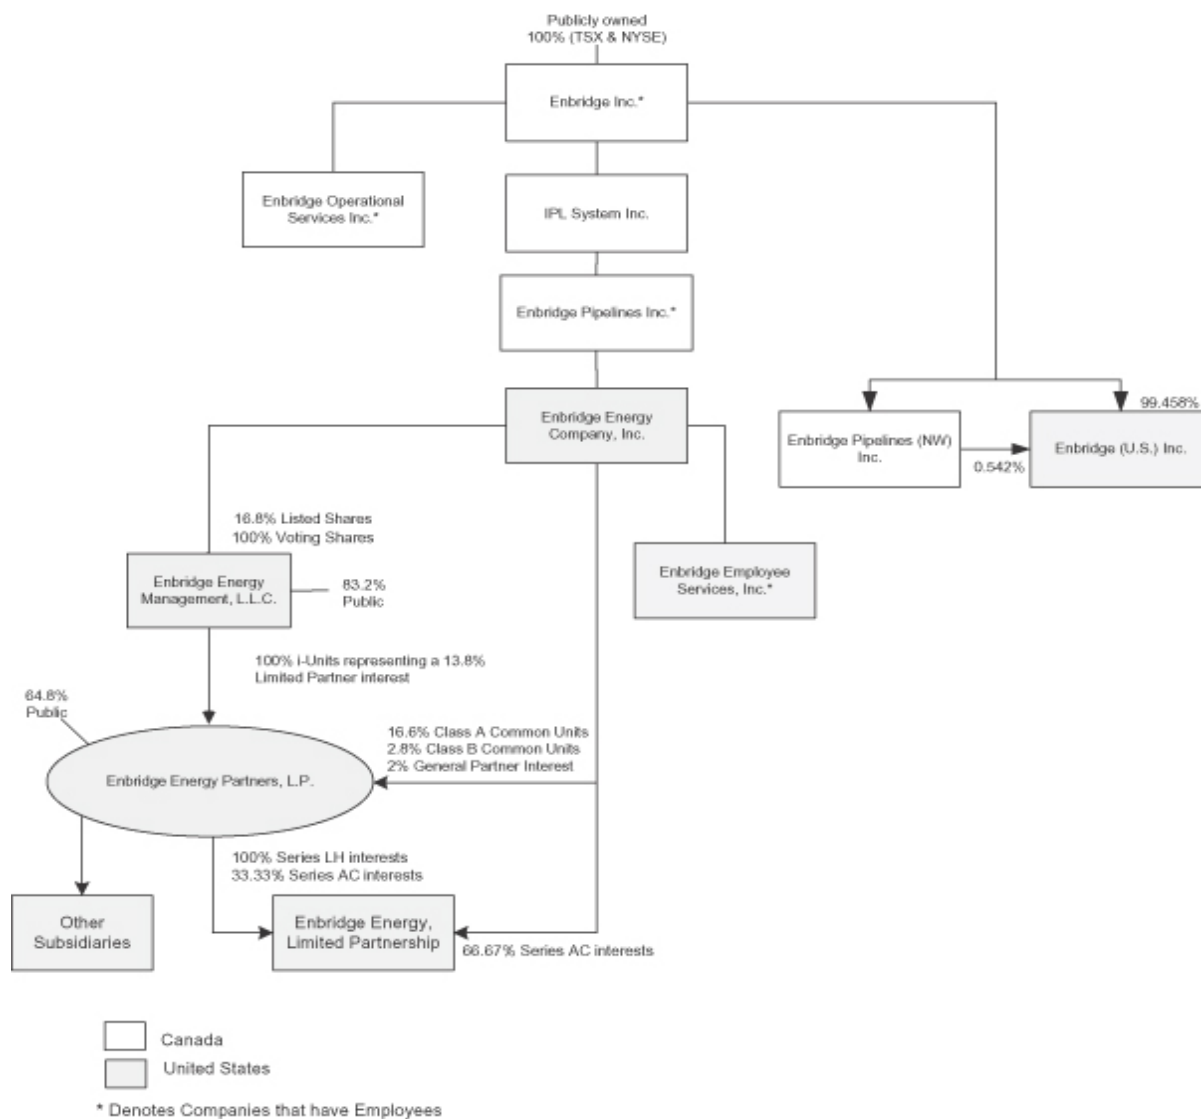 Publicly owned
100% (TSX & NYSE)
Enbridge Inc.*
Enbridge Operational
Services Inc.*
IPL System Inc.
Enbridge Pipelines Inc.*
Enbridge Energy
Company, Inc.
99.458%
Enbridge Pipelines (NW)
Inc.
0.542%
Enbridge (U.S.) Inc.
16.8% Listed Shares
100% Voting Shares
Enbridge Energy
Management, L.L.C.
83.2%
Public
Enbridge Employee
Services, Inc.*
100% i-Units representing a 13.8%
Limited Partner interest
64.8%
Public
16.6% Class A Common Units
2.8% Class B Common Units
2% General Partner Interest
Enbridge Energy Partners, L.P.
100% Series LH interests
33.33% Series AC interests
Other
Subsidiaries
Enbridge Energy,
Limited Partnership
66.67% Series AC interests
Canada
United States
* Denotes Companies that have Employees